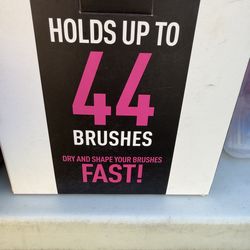 HOLDS UP TO
44
BRUSHES
DRY AND SHAPE YOUR BRUSHES
FAST!